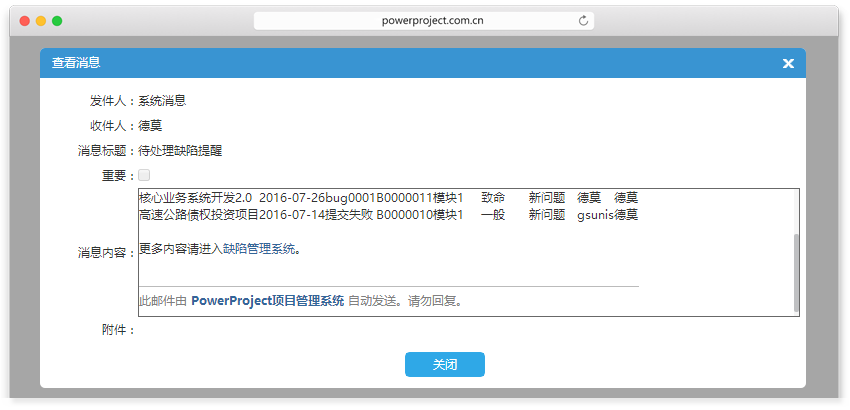 powerproject.com.cn
查看消息
发件人：系统消息
收件人：德莫
消息标题：待处理缺陷提醒
重要：
核心业务系统开发2.0 2016-07-26bug0001B0000011模块1 致命 新问题 德莫 德莫
高速公路债权投资项目2016-07-14提交失败 B0000010模块1 一般 新问题 gsunis德莫
消息内容：
更多内容请进入缺陷管理系统。
此邮件由 PowerProject项目管理系统 自动发送。请勿回复。
附件：
关闭